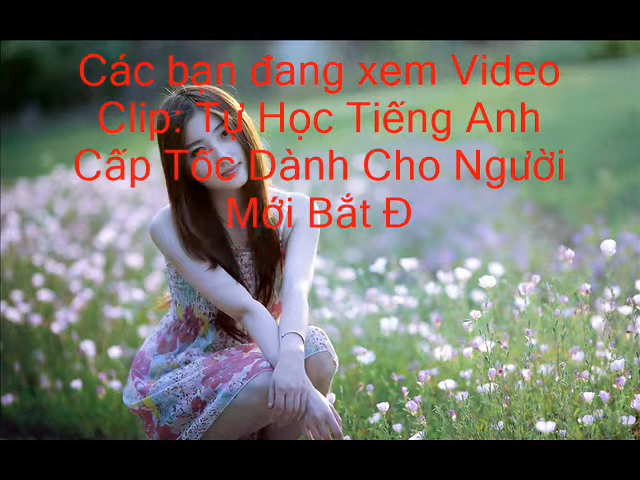 Các bạn đang xem Video
Clip: Tự Học Tiếng Anh
Cấp Tốc Dành Cho Người
Mới Bắt Đ